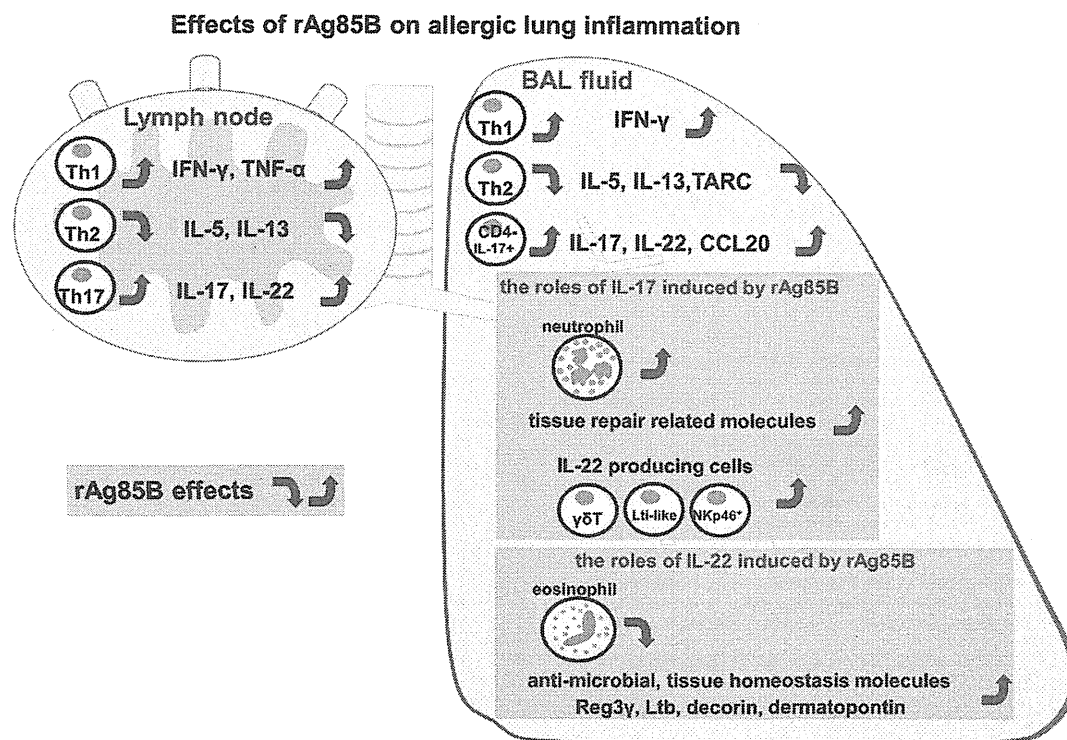 Effects of rAg85B on allergic lung inflammation
Lymph node
Th1
IFN-γ, TNF-α
Th2
IL-5, IL-13
Th17
IL-17, IL-22
rAg85B effects
BAL fluid
Th1
IFN-γ
Th2
IL-5, IL-13,TARC
CD4-
IL-17+
IL-17, IL-22, CCL20
the roles of IL-17 induced by rAg85B
neutrophil
tissue repair related molecules
IL-22 producing cells
γδT
Lti-like
NKp46+
the roles of IL-22 induced by rAg85B
eosinophil
anti-microbial, tissue homeostasis molecules
Reg3γ, Ltb, decorin, dermatopontin